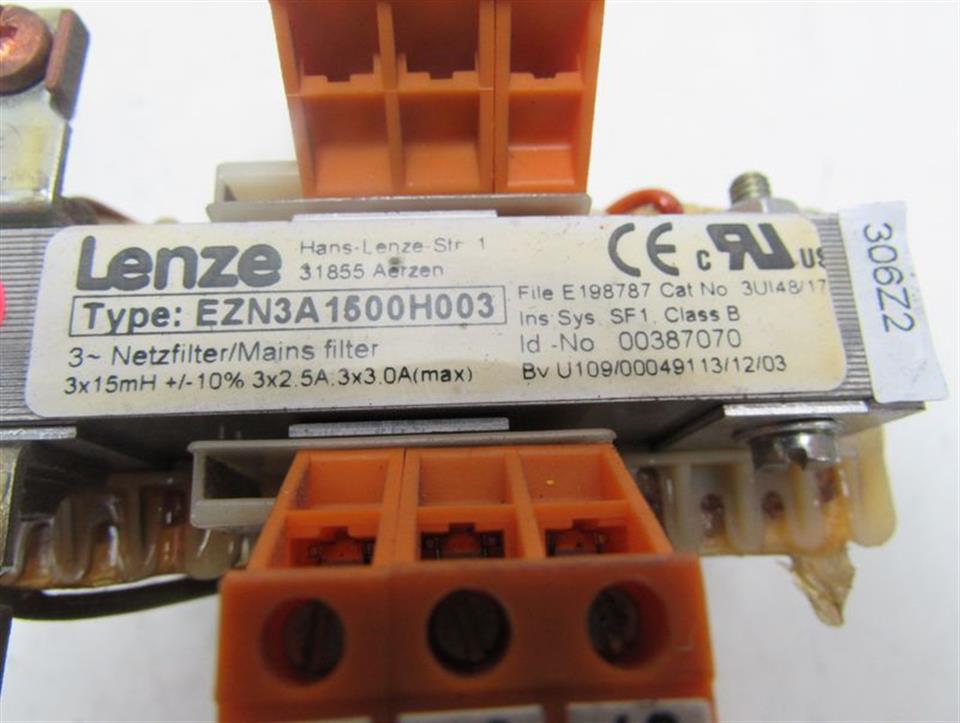 Lenze
Hans-Lenze-Str. 1
31855 Aerzen
CE c RU US
Type: EZN3A1500H003
File E198787 Cat No 3UI48/17
Ins Sys. SF1, Class B
3~ Netzfilter/Mains filter
Id -No 00387070
3x15mH +/-10% 3x2.5A;3x3.0A(max)
Bv U109/00049113/12/03
306Z2